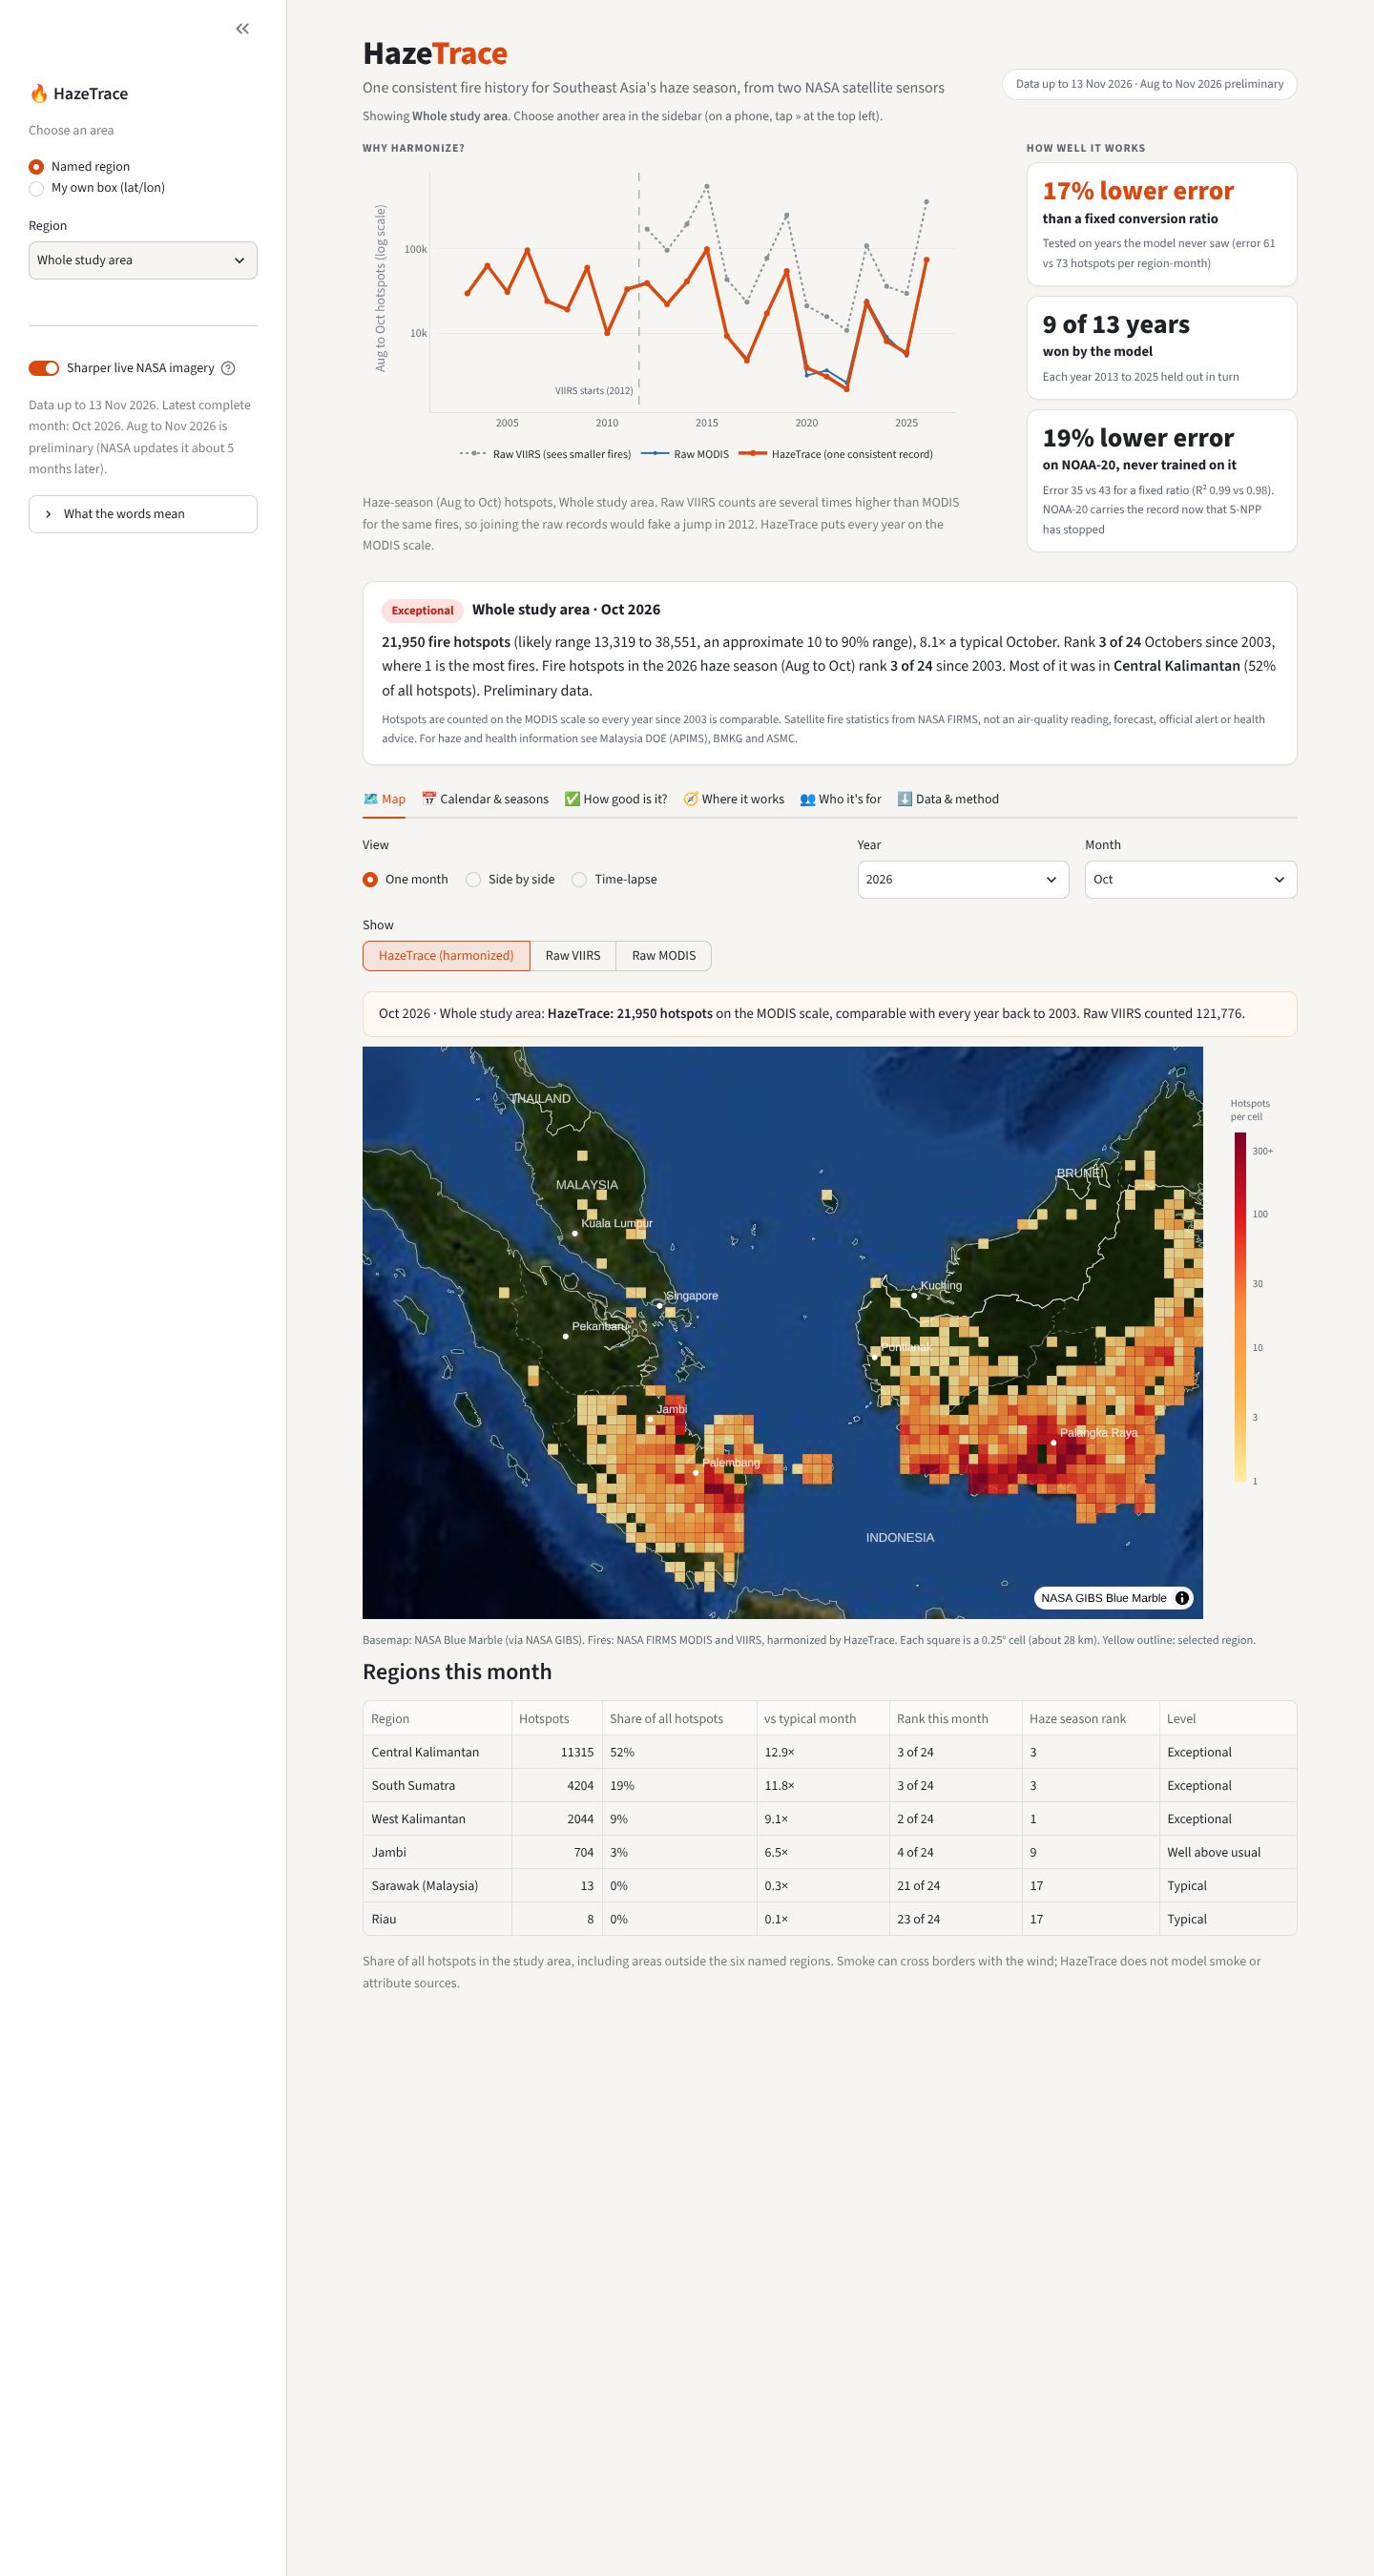 🔥 HazeTrace
Choose an area
Named region
My own box (lat/lon)
Region
Whole study area
Sharper live NASA imagery
Data up to 13 Nov 2026. Latest complete
month: Oct 2026. Aug to Nov 2026 is
preliminary (NASA updates it about 5
months later).
What the words mean
HazeTrace
One consistent fire history for Southeast Asia's haze season, from two NASA satellite sensors
Data up to 13 Nov 2026 · Aug to Nov 2026 preliminary
Showing Whole study area. Choose another area in the sidebar (on a phone, tap » at the top left).
WHY HARMONIZE?
Aug to Oct hotspots (log scale)
100k
10k
VIIRS starts (2012)
2005 2010 2015 2020 2025
Raw VIIRS (sees smaller fires) Raw MODIS HazeTrace (one consistent record)
Haze-season (Aug to Oct) hotspots, Whole study area. Raw VIIRS counts are several times higher than MODIS
for the same fires, so joining the raw records would fake a jump in 2012. HazeTrace puts every year on the
MODIS scale.
HOW WELL IT WORKS
17% lower error
than a fixed conversion ratio
Tested on years the model never saw (error 61
vs 73 hotspots per region-month)
9 of 13 years
won by the model
Each year 2013 to 2025 held out in turn
19% lower error
on NOAA-20, never trained on it
Error 35 vs 43 for a fixed ratio (R² 0.99 vs 0.98).
NOAA-20 carries the record now that S-NPP
has stopped
Exceptional Whole study area · Oct 2026
21,950 fire hotspots (likely range 13,319 to 38,551, an approximate 10 to 90% range), 8.1× a typical October. Rank 3 of 24 Octobers since 2003,
where 1 is the most fires. Fire hotspots in the 2026 haze season (Aug to Oct) rank 3 of 24 since 2003. Most of it was in Central Kalimantan (52%
of all hotspots). Preliminary data.
Hotspots are counted on the MODIS scale so every year since 2003 is comparable. Satellite fire statistics from NASA FIRMS, not an air-quality reading, forecast, official alert or health
advice. For haze and health information see Malaysia DOE (APIMS), BMKG and ASMC.
🗺️ Map 📅 Calendar & seasons ✅ How good is it? 🧭 Where it works 👥 Who it's for ⬇️ Data & method
View
One month Side by side Time-lapse
Year
2026
Month
Oct
Show
HazeTrace (harmonized) Raw VIIRS Raw MODIS
Oct 2026 · Whole study area: HazeTrace: 21,950 hotspots on the MODIS scale, comparable with every year back to 2003. Raw VIIRS counted 121,776.
THAILAND
MALAYSIA
BRUNEI
Kuala Lumpur
Kuching
Singapore
Pekanbaru
Pontianak
Jambi
Palangka Raya
Palembang
INDONESIA
NASA GIBS Blue Marble
Hotspots
per cell
300+
100
30
10
3
1
Basemap: NASA Blue Marble (via NASA GIBS). Fires: NASA FIRMS MODIS and VIIRS, harmonized by HazeTrace. Each square is a 0.25° cell (about 28 km). Yellow outline: selected region.
Regions this month
Region Hotspots Share of all hotspots vs typical month Rank this month Haze season rank Level
Central Kalimantan 11315 52% 12.9× 3 of 24 3 Exceptional
South Sumatra 4204 19% 11.8× 3 of 24 3 Exceptional
West Kalimantan 2044 9% 9.1× 2 of 24 1 Exceptional
Jambi 704 3% 6.5× 4 of 24 9 Well above usual
Sarawak (Malaysia) 13 0% 0.3× 21 of 24 17 Typical
Riau 8 0% 0.1× 23 of 24 17 Typical
Share of all hotspots in the study area, including areas outside the six named regions. Smoke can cross borders with the wind; HazeTrace does not model smoke or
attribute sources.